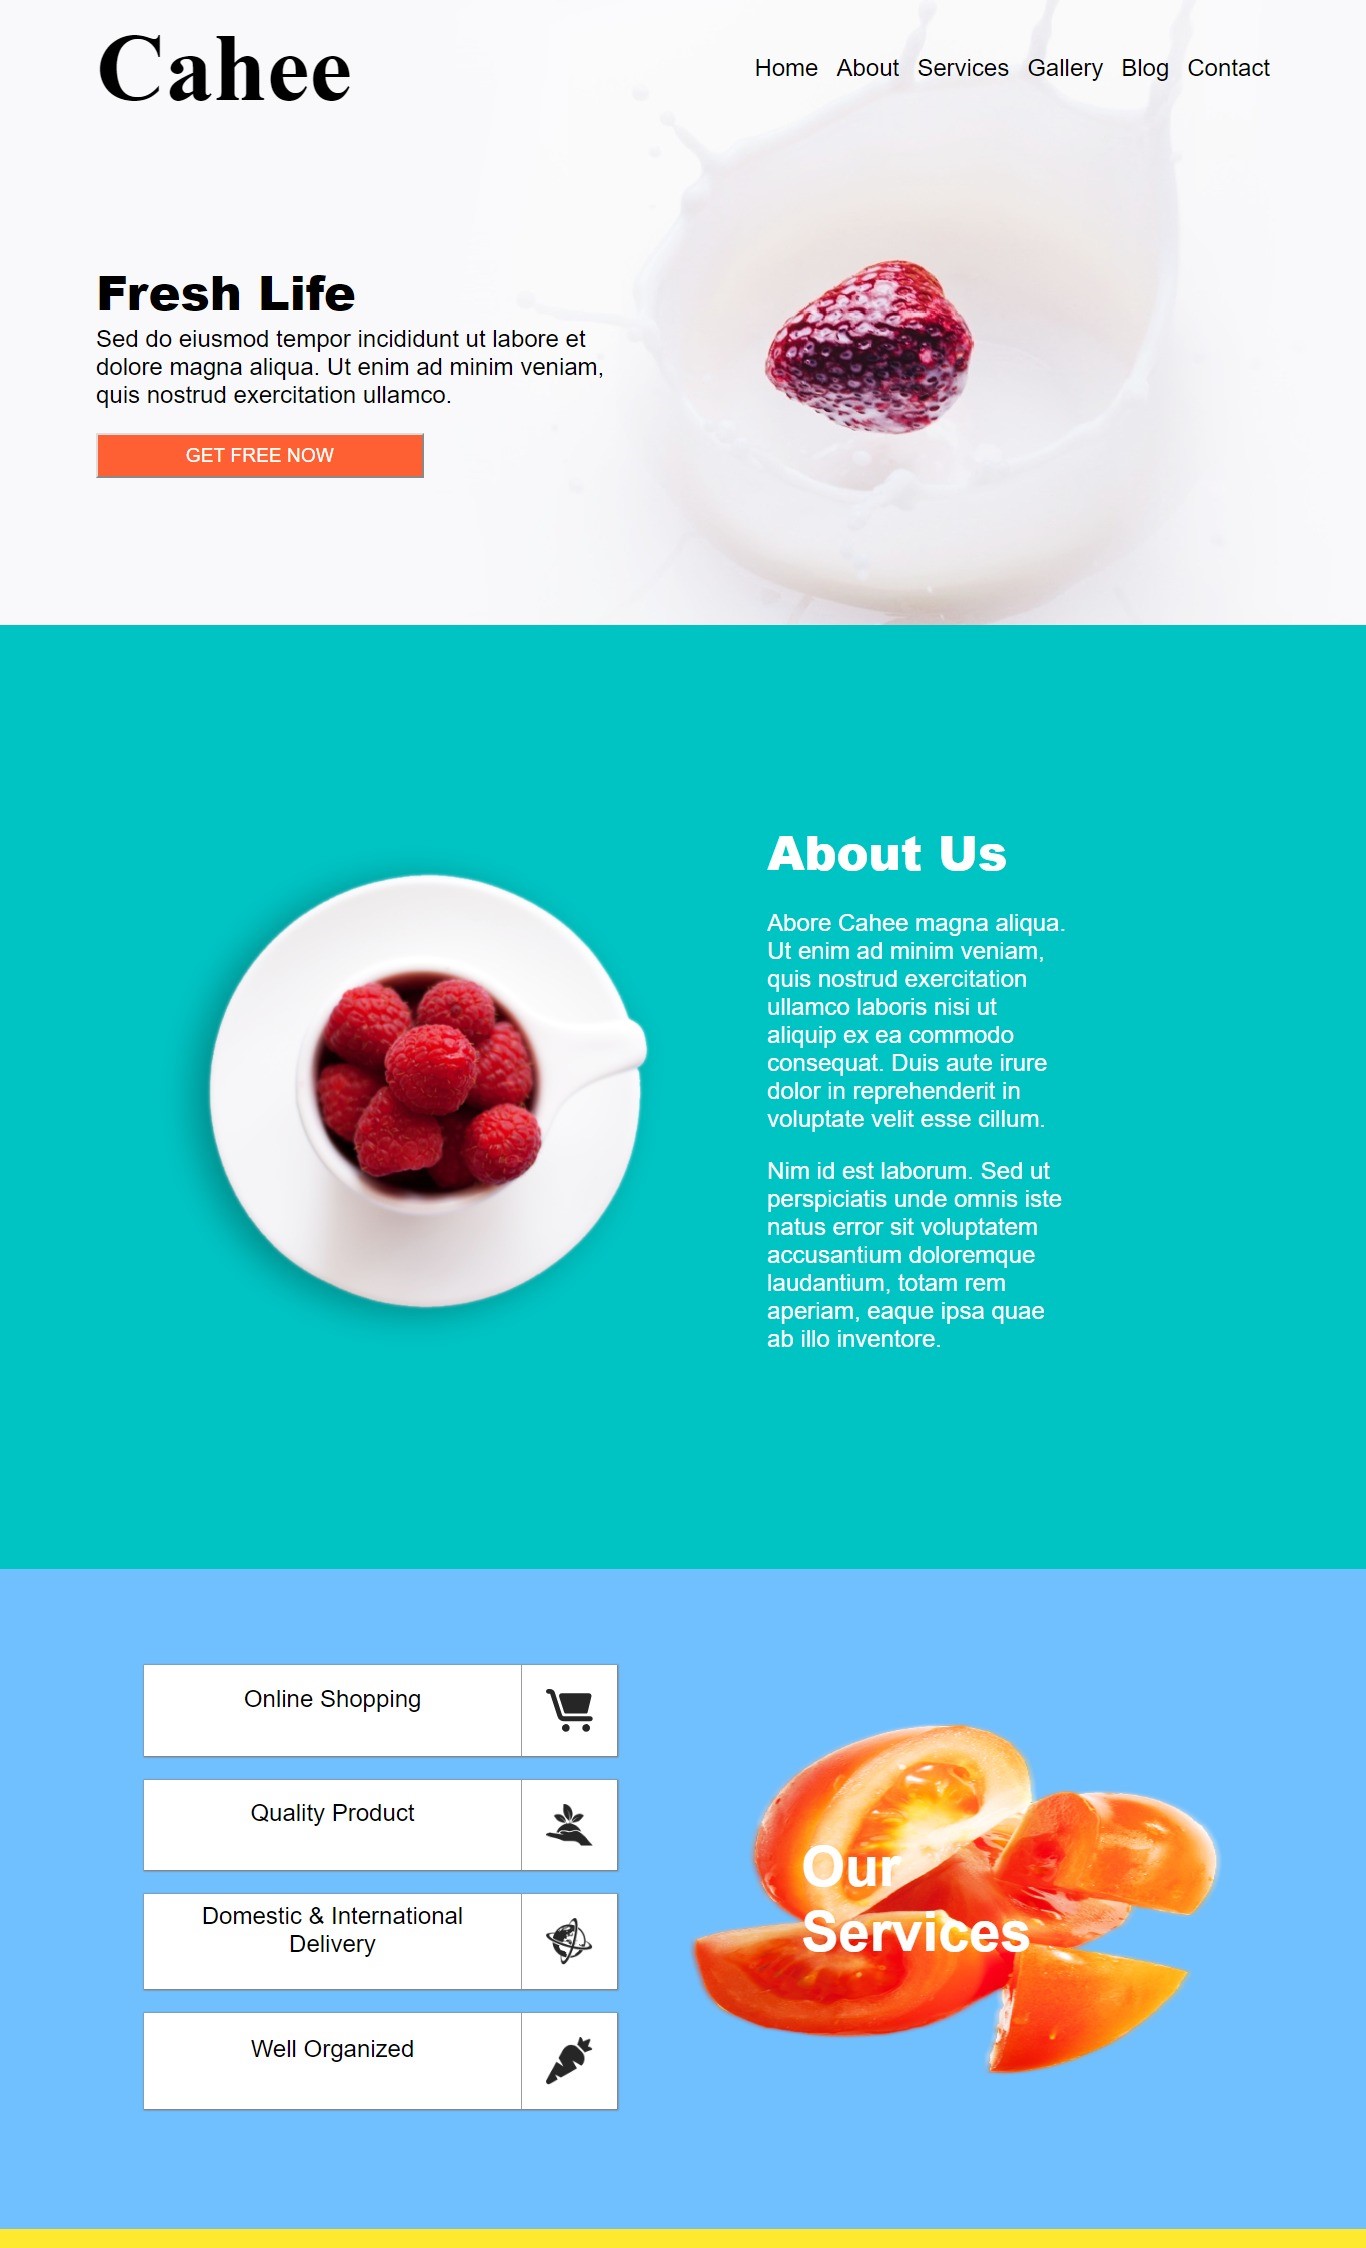 Cahee
Home About Services Gallery Blog Contact
Fresh Life
Sed do eiusmod tempor incididunt ut labore et
dolore magna aliqua. Ut enim ad minim veniam,
quis nostrud exercitation ullamco.
GET FREE NOW
About Us
Abore Cahee magna aliqua.
Ut enim ad minim veniam,
quis nostrud exercitation
ullamco laboris nisi ut
aliquip ex ea commodo
consequat. Duis aute irure
dolor in reprehenderit in
voluptate velit esse cillum.
Nim id est laborum. Sed ut
perspiciatis unde omnis iste
natus error sit voluptatem
accusantium doloremque
laudantium, totam rem
aperiam, eaque ipsa quae
ab illo inventore.
Online Shopping
Quality Product
Domestic & International
Delivery
Well Organized
Our
Services